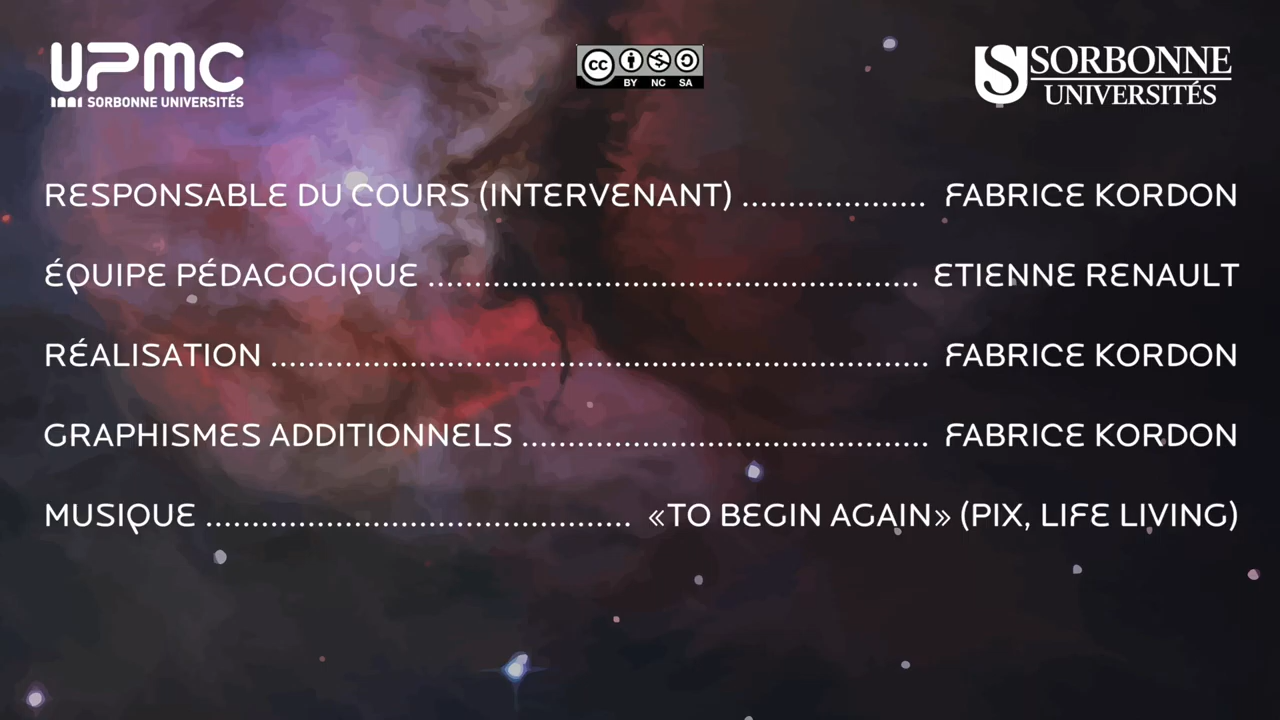 UPMC
SORBONNE UNIVERSITÉS
cc
BY NC SA
SORBONNE
UNIVERSITÉS
RESPONSABLE DU COURS (INTERVENANT) .................... FABRICE KORDON
ÉQUIPE PÉDAGOGIQUE ..................................................... ETIENNE RENAULT
RÉALISATION ....................................................................... FABRICE KORDON
GRAPHISMES ADDITIONNELS ............................................ FABRICE KORDON
MUSIQUE .............................................. «TO BEGIN AGAIN» (PIX, LIFE LIVING)